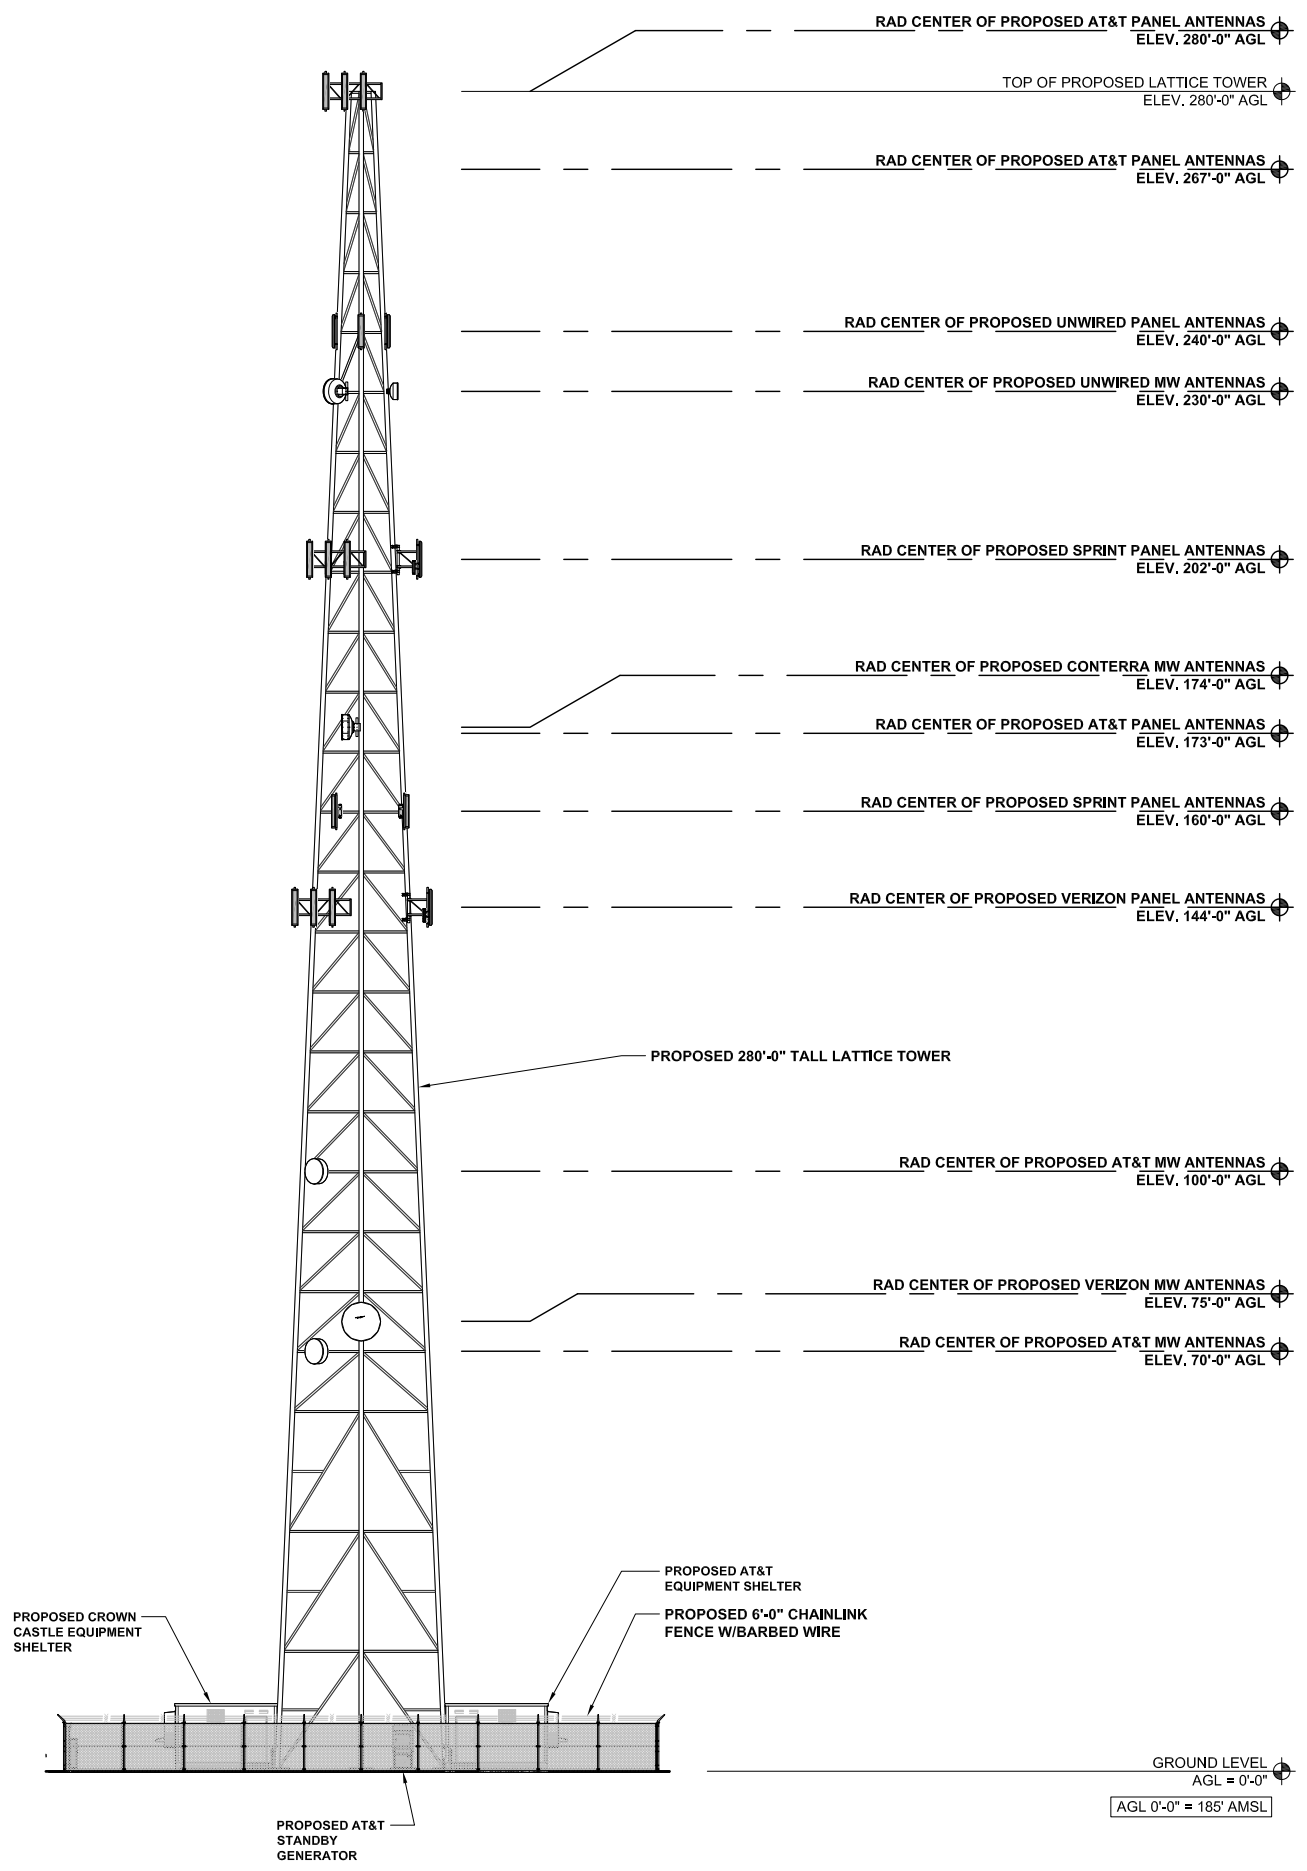 RAD CENTER OF PROPOSED AT&T PANEL ANTENNAS
ELEV. 280'-0" AGL
TOP OF PROPOSED LATTICE TOWER
ELEV. 280'-0" AGL
RAD CENTER OF PROPOSED AT&T PANEL ANTENNAS
ELEV. 267'-0" AGL
RAD CENTER OF PROPOSED UNWIRED PANEL ANTENNAS
ELEV. 240'-0" AGL
RAD CENTER OF PROPOSED UNWIRED MW ANTENNAS
ELEV. 230'-0" AGL
RAD CENTER OF PROPOSED SPRINT PANEL ANTENNAS
ELEV. 202'-0" AGL
RAD CENTER OF PROPOSED CONTERRA MW ANTENNAS
ELEV. 174'-0" AGL
RAD CENTER OF PROPOSED AT&T PANEL ANTENNAS
ELEV. 173'-0" AGL
RAD CENTER OF PROPOSED SPRINT PANEL ANTENNAS
ELEV. 160'-0" AGL
RAD CENTER OF PROPOSED VERIZON PANEL ANTENNAS
ELEV. 144'-0" AGL
PROPOSED 280'-0" TALL LATTICE TOWER
RAD CENTER OF PROPOSED AT&T MW ANTENNAS
ELEV. 100'-0" AGL
RAD CENTER OF PROPOSED VERIZON MW ANTENNAS
ELEV. 75'-0" AGL
RAD CENTER OF PROPOSED AT&T MW ANTENNAS
ELEV. 70'-0" AGL
PROPOSED AT&T
EQUIPMENT SHELTER
PROPOSED 6'-0" CHAINLINK
FENCE W/BARBED WIRE
PROPOSED CROWN
CASTLE EQUIPMENT
SHELTER
GROUND LEVEL
AGL = 0'-0"
AGL 0'-0" = 185' AMSL
PROPOSED AT&T
STANDBY
GENERATOR